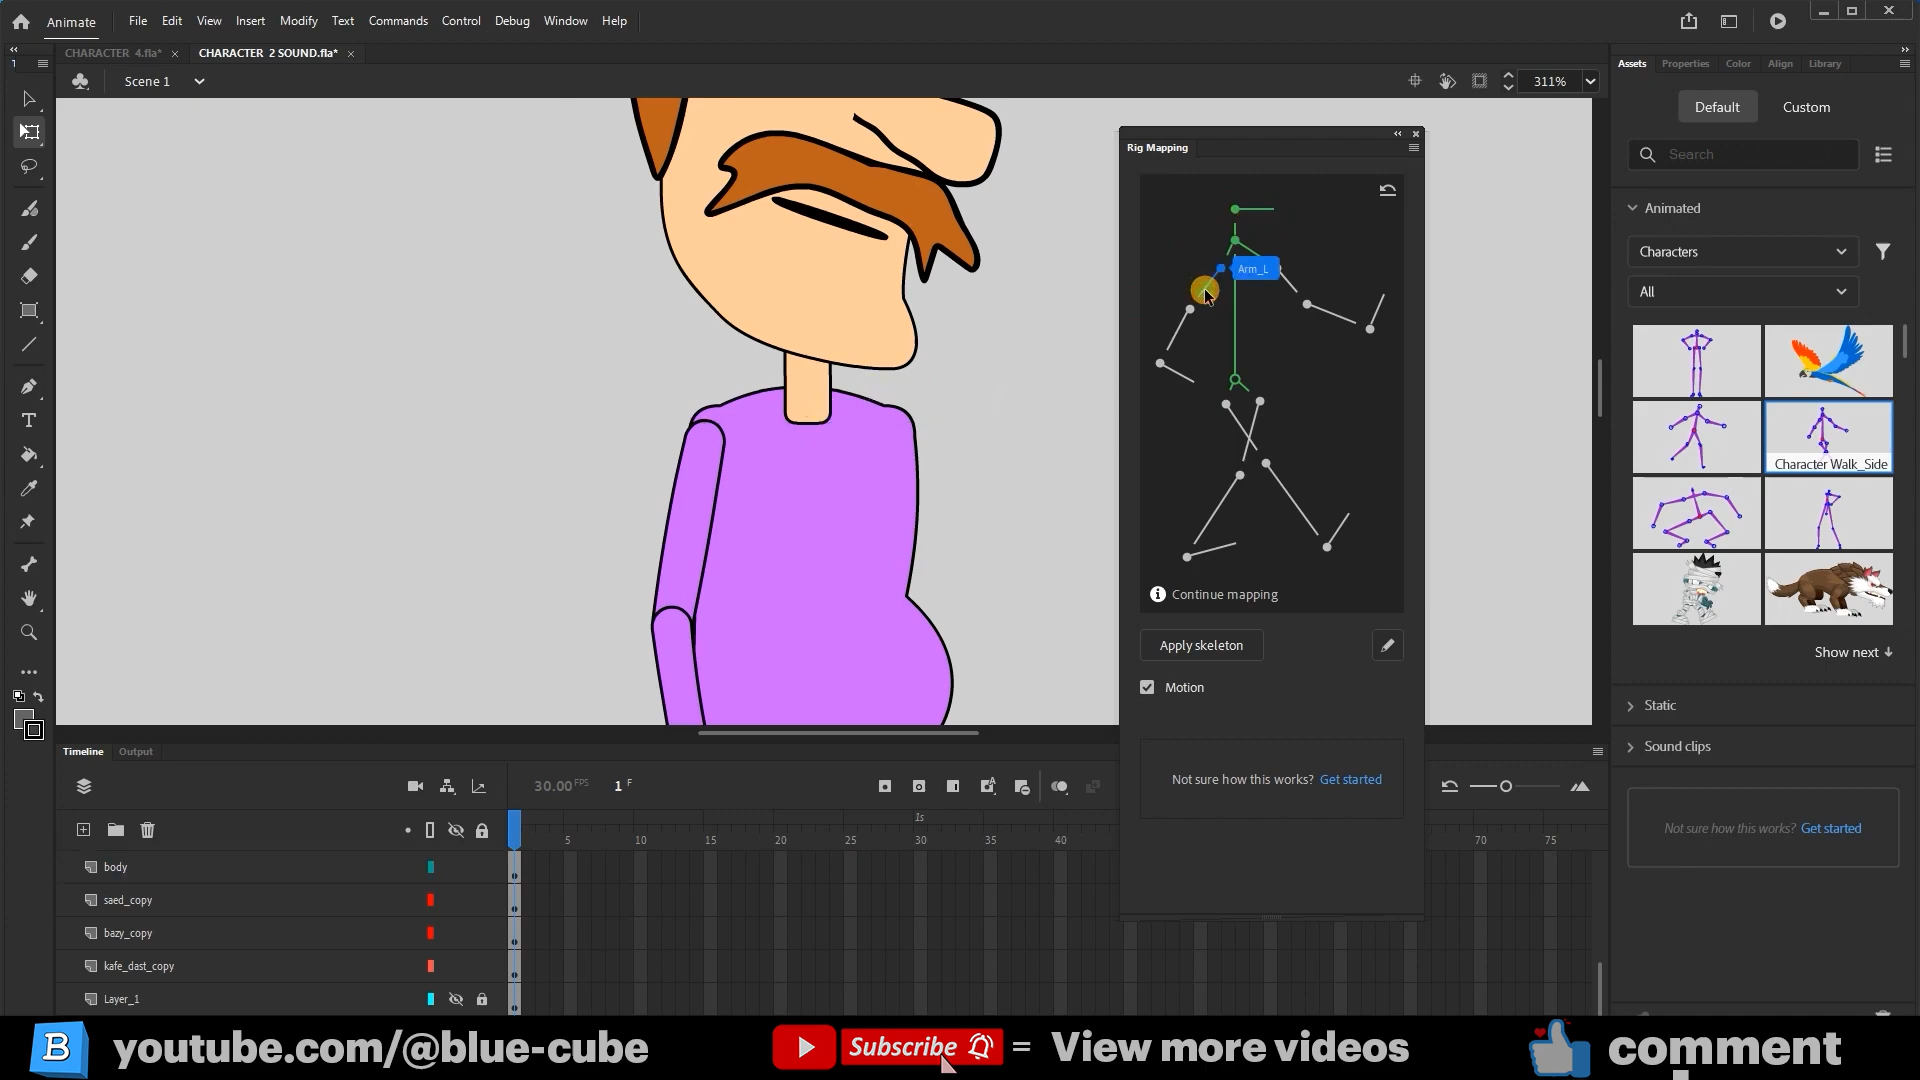 Animate
File Edit View Insert Modify Text Commands Control Debug Window Help
CHARACTER 4.fla*
CHARACTER 2 SOUND.fla*
Scene 1
311%
Rig Mapping
Arm_L
Continue mapping
Apply skeleton
Motion
Not sure how this works? Get started
Assets Properties Color Align Library
Default Custom
Search
Animated
Characters
All
Character Walk_Side
Show next
Static
Sound clips
Not sure how this works? Get started
Timeline Output
30.00 FPS 1 F
1s
5 10 15 20 25 30 35 40 70 75
body
saed_copy
bazy_copy
kafe_dast_copy
Layer_1
B youtube.com/@blue-cube Subscribe = View more videos comment